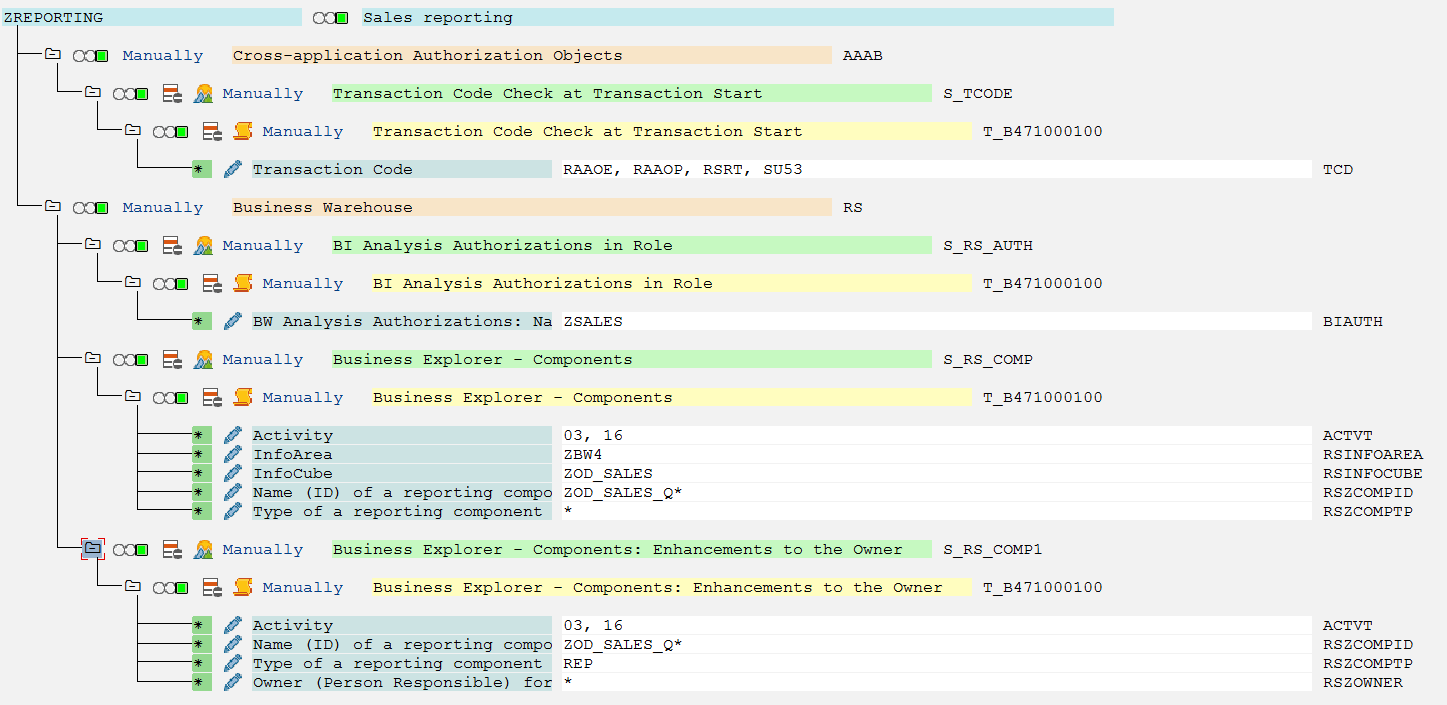 ZREPORTING Sales reporting
Manually Cross-application Authorization Objects AAAB
Manually Transaction Code Check at Transaction Start S_TCODE
Manually Transaction Code Check at Transaction Start T_B471000100
* Transaction Code RAAOE, RAAOP, RSRT, SU53 TCD
Manually Business Warehouse RS
Manually BI Analysis Authorizations in Role S_RS_AUTH
Manually BI Analysis Authorizations in Role T_B471000100
* BW Analysis Authorizations: Na ZSALES BIAUTH
Manually Business Explorer - Components S_RS_COMP
Manually Business Explorer - Components T_B471000100
* Activity 03, 16 ACTVT
* InfoArea ZBW4 RSINFOAREA
* InfoCube ZOD_SALES RSINFOCUBE
* Name (ID) of a reporting compo ZOD_SALES_Q* RSZCOMPID
* Type of a reporting component * RSZCOMPTP
Manually Business Explorer - Components: Enhancements to the Owner S_RS_COMP1
Manually Business Explorer - Components: Enhancements to the Owner T_B471000100
* Activity 03, 16 ACTVT
* Name (ID) of a reporting compo ZOD_SALES_Q* RSZCOMPID
* Type of a reporting component REP RSZCOMPTP
* Owner (Person Responsible) for * RSZOWNER